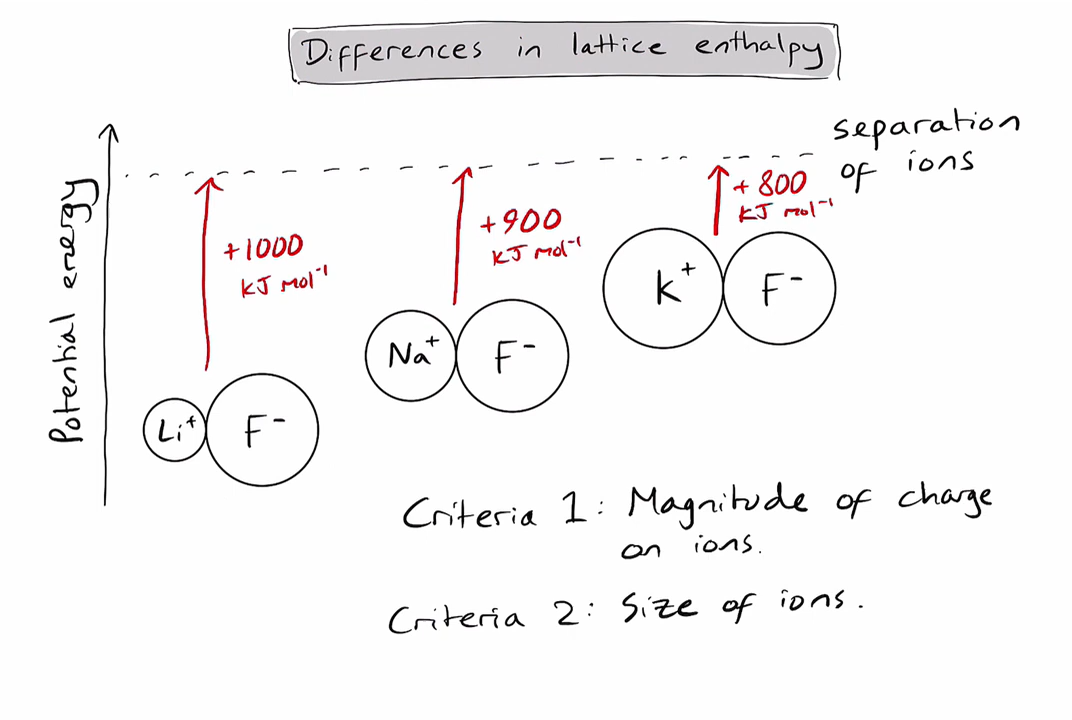 Differences in lattice enthalpy
separation
of ions
Potential energy
+1000
KJ mol⁻¹
+900
KJ mol⁻¹
+800
KJ mol⁻¹
Li⁺ F⁻
Na⁺ F⁻
K⁺ F⁻
Criteria 1: Magnitude of charge
on ions.
Criteria 2: Size of ions.